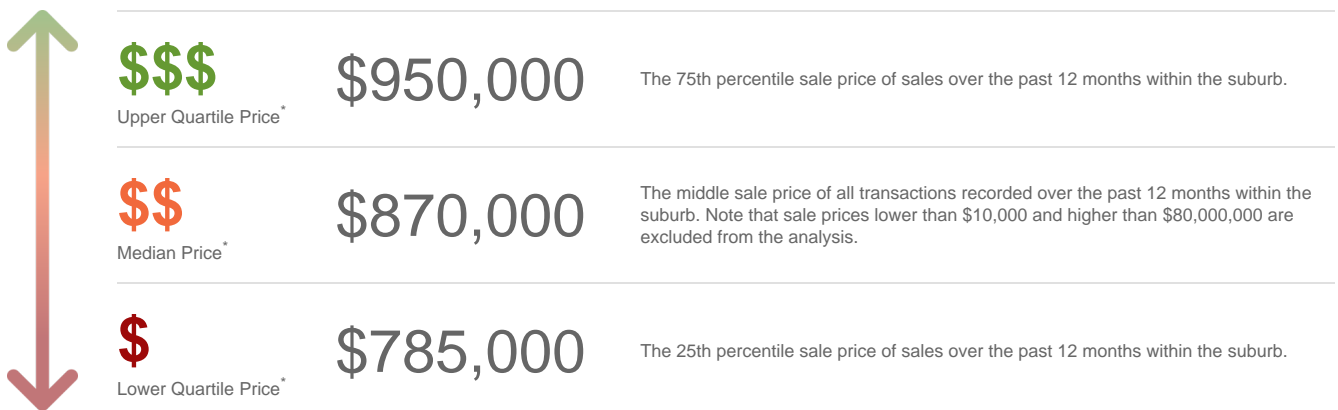 $$$
Upper Quartile Price*
$950,000
The 75th percentile sale price of sales over the past 12 months within the suburb.
$$
Median Price*
$870,000
The middle sale price of all transactions recorded over the past 12 months within the
suburb. Note that sale prices lower than $10,000 and higher than $80,000,000 are
excluded from the analysis.
$
Lower Quartile Price*
$785,000
The 25th percentile sale price of sales over the past 12 months within the suburb.